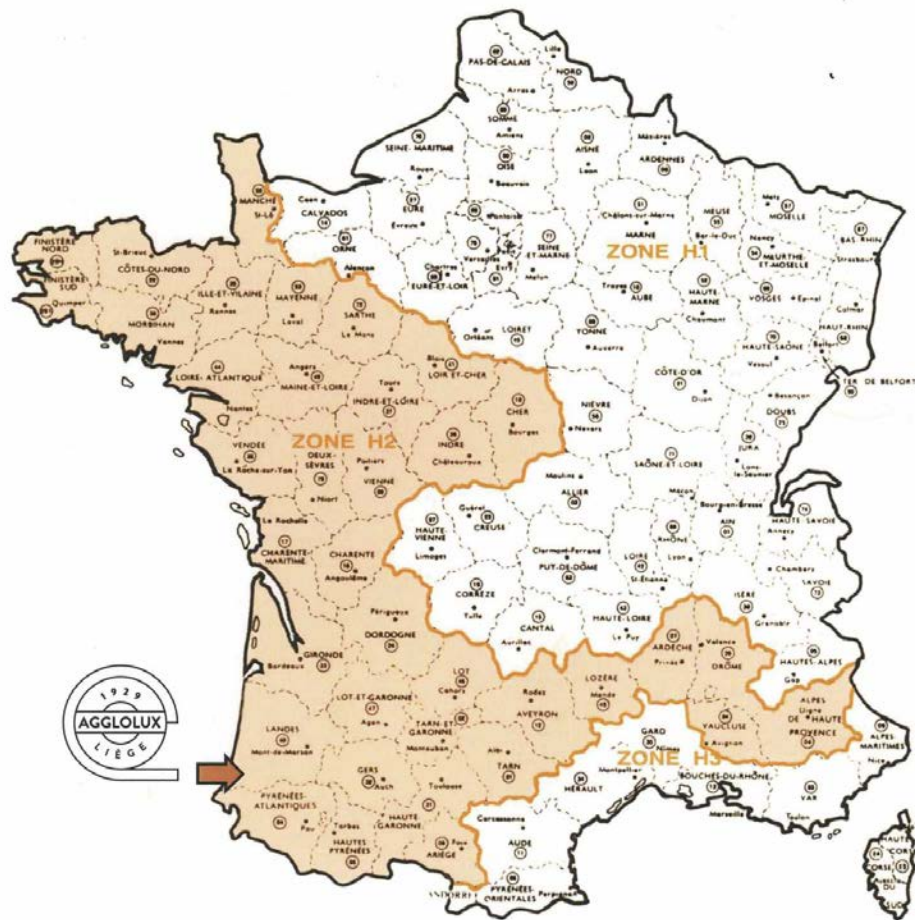 Lille
PAS-DE-CALAIS
NORD
Arras
SOMME
Amiens
AISNE
Mézières
SEINE-MARITIME
ARDENNES
OISE
Laon
Rouen
Beauvais
MANCHE
St-Lô
Caen
CALVADOS
EURE
Evreux
Pontoise
Versailles
SEINE
ET-MARNE
Melun
Châlons-sur-Marne
MARNE
MEUSE
Bar-le-Duc
Metz
MOSELLE
BAS-RHIN
Strasbourg
ORNE
Alençon
ZONE H1
Nancy
MEURTHE-
ET-MOSELLE
FINISTÈRE
NORD
St-Brieuc
CÔTES-DU-NORD
FINISTÈRE
SUD
Quimper
ILLE-ET-VILAINE
Rennes
MAYENNE
Laval
SARTHE
Le Mans
Chartres
EURE-ET-LOIR
Troyes
AUBE
HAUTE-
MARNE
Chaumont
VOSGES
Epinal
Colmar
HAUT-RHIN
MORBIHAN
Vannes
Orléans
LOIRET
YONNE
Auxerre
HAUTE-SAÔNE
Vesoul
Belfort
TER DE BELFORT
Blois
LOIR ET-CHER
LOIRE-ATLANTIQUE
Nantes
Angers
MAINE-ET-LOIRE
Tours
INDRE-ET-LOIRE
CHER
Bourges
NIÈVRE
Nevers
CÔTE-D'OR
Dijon
Besançon
DOUBS
VENDÉE
La Roche-sur-Yon
ZONE H2
DEUX-
SÈVRES
Niort
Poitiers
VIENNE
INDRE
Châteauroux
JURA
Lons-
le-Saunier
SAÔNE-ET-LOIRE
Mâcon
Moulins
ALLIER
Bourg-en-Bresse
AIN
HAUTE-SAVOIE
Annecy
La Rochelle
CHARENTE-
MARITIME
CHARENTE
Angoulême
HAUTE-
VIENNE
Limoges
Guéret
CREUSE
Clermont-Ferrand
PUY-DE-DÔME
LOIRE
St-Étienne
RHÔNE
Lyon
Chambery
SAVOIE
ISÈRE
Grenoble
CORRÈZE
Tulle
CANTAL
Aurillac
HAUTE-LOIRE
Le Puy
Périgueux
DORDOGNE
GIRONDE
Bordeaux
ARDÈCHE
Privas
Valence
DRÔME
HAUTES-ALPES
Gap
LOT
Cahors
LOT-ET-GARONNE
Agen
Rodez
AVEYRON
LOZÈRE
Mende
1929
AGGLOLUX
LIÈGE
LANDES
Mont-de-Marsan
TARN-ET-
GARONNE
Montauban
Albi
TARN
VAUCLUSE
Avignon
ALPES
Digne
DE HAUTE
PROVENCE
ALPES-
MARITIMES
Nice
GARD
Nîmes
ZONE H3
Montpellier
HÉRAULT
BOUCHES-DU-RHÔNE
Marseille
VAR
Toulon
GERS
Auch
Toulouse
HAUTE
GARONNE
PYRÉNÉES-
ATLANTIQUES
Pau
Tarbes
HAUTES
PYRÉNÉES
Foix
ARIÈGE
Carcassonne
AUDE
PYRÉNÉES-
ORIENTALES
Perpignan
ANDORRE
HAUTE
CORSE
CORSE
DU
SUD